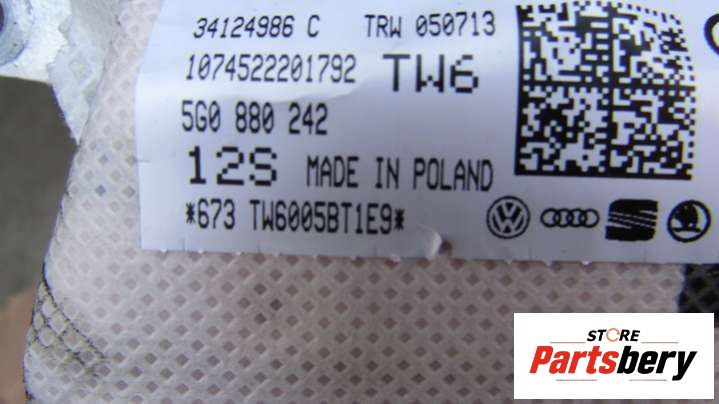 34124986 C TRW 050713
1074522201792 TW6
5G0 880 242
12S MADE IN POLAND
*673 TW6005BT1E9*
STORE
Partsbery